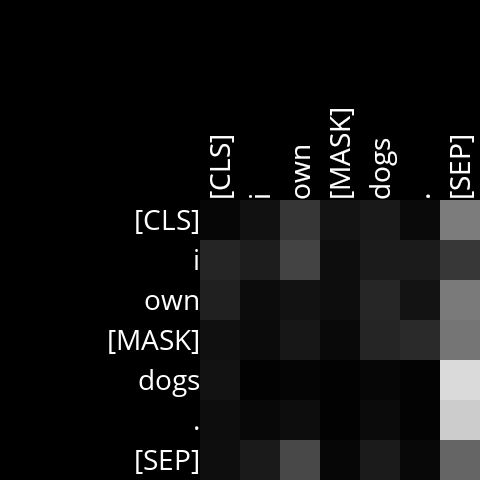 [CLS] i own [MASK] dogs . [SEP]
[CLS]
i
own
[MASK]
dogs
.
[SEP]